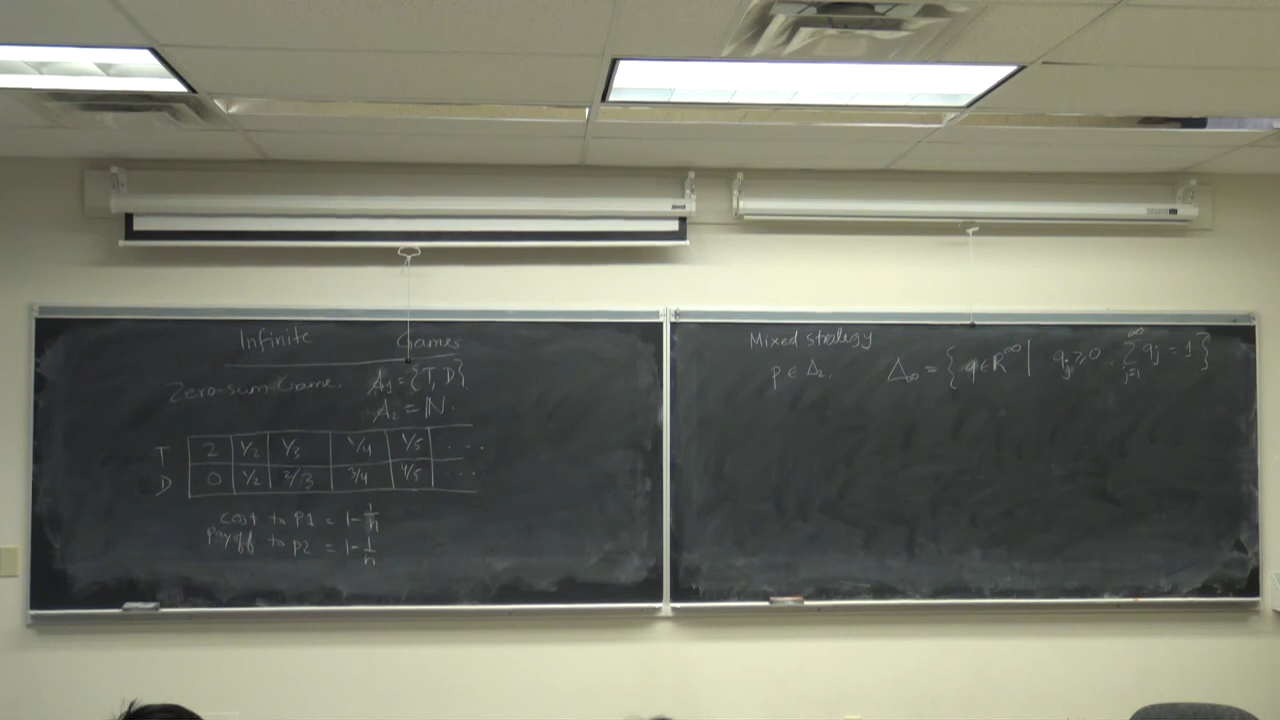 Infinite Games
Zero-sum Game. A₁ = {T, D}.
A₂ = ℕ.
T 2 1/2 1/3 1/4 1/5 ...
D 0 1/2 2/3 3/4 4/5 ...
cost to P1 = 1 - 1/n
payoff to P2 = 1 - 1/n
Mixed strategy
p ∈ Δ₂. Δ∞ = { q ∈ ℝ^∞ | q_j ≥ 0, ∑_{j=1}^∞ q_j = 1 }